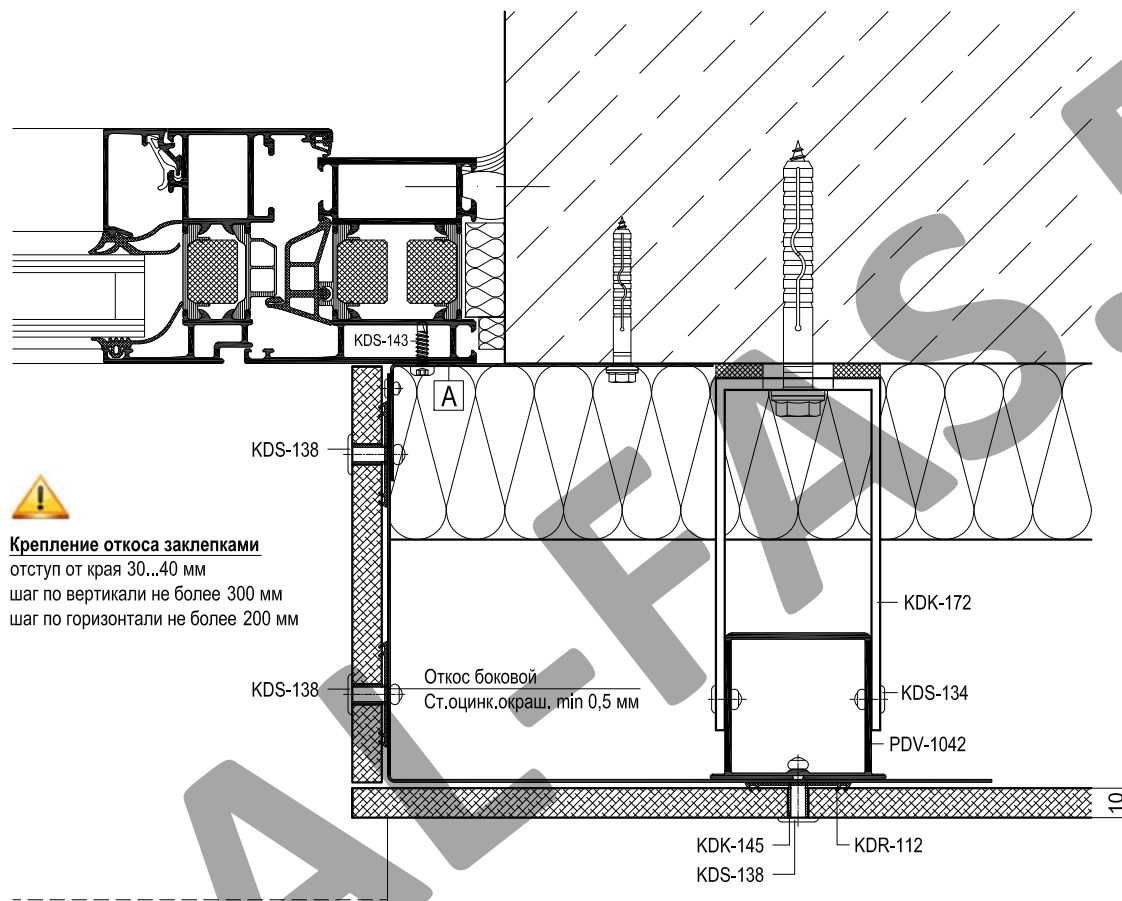 KDS-143
A
KDS-138
Крепление откоса заклепками
отступ от края 30...40 мм
шаг по вертикали не более 300 мм
шаг по горизонтали не более 200 мм
KDK-172
KDS-138
Откос боковой
Ст.оцинк.окраш. min 0,5 мм
KDS-134
PDV-1042
10
KDK-145
KDR-112
KDS-138
AL-FAS.